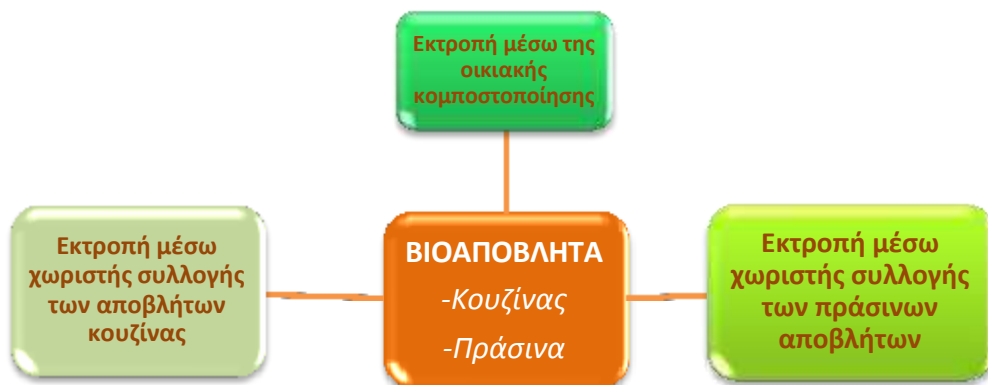 Εκτροπή μέσω της
οικιακής
κομποστοποίησης
Εκτροπή μέσω
χωριστής συλλογής
των αποβλήτων
κουζίνας
ΒΙΟΑΠΟΒΛΗΤΑ
-Κουζίνας
-Πράσινα
Εκτροπή μέσω
χωριστής συλλογής
των πράσινων
αποβλήτων